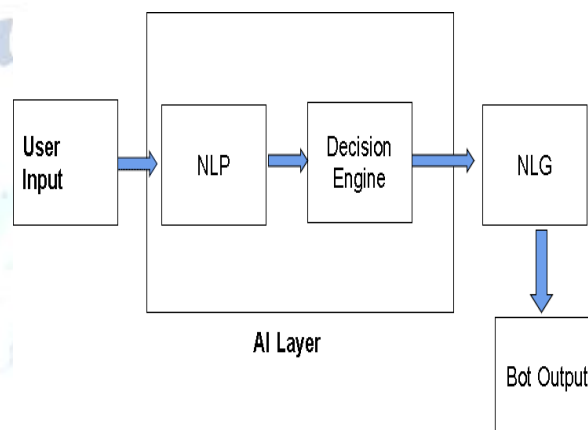 User
Input
NLP
Decision
Engine
NLG
AI Layer
Bot Output